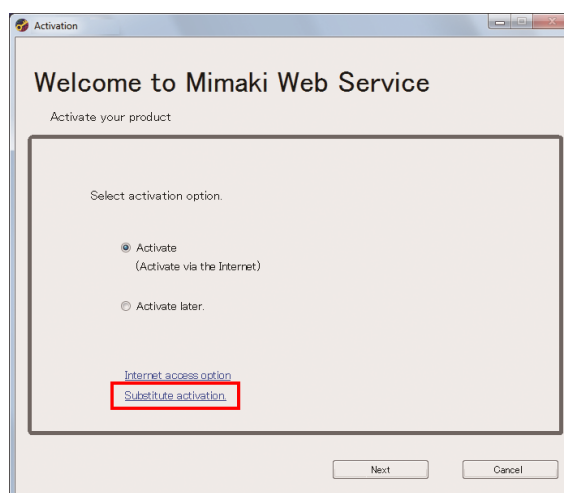 Activation
Welcome to Mimaki Web Service
Activate your product
Select activation option.
Activate
(Activate via the Internet)
Activate later.
Internet access option
Substitute activation.
Next Cancel